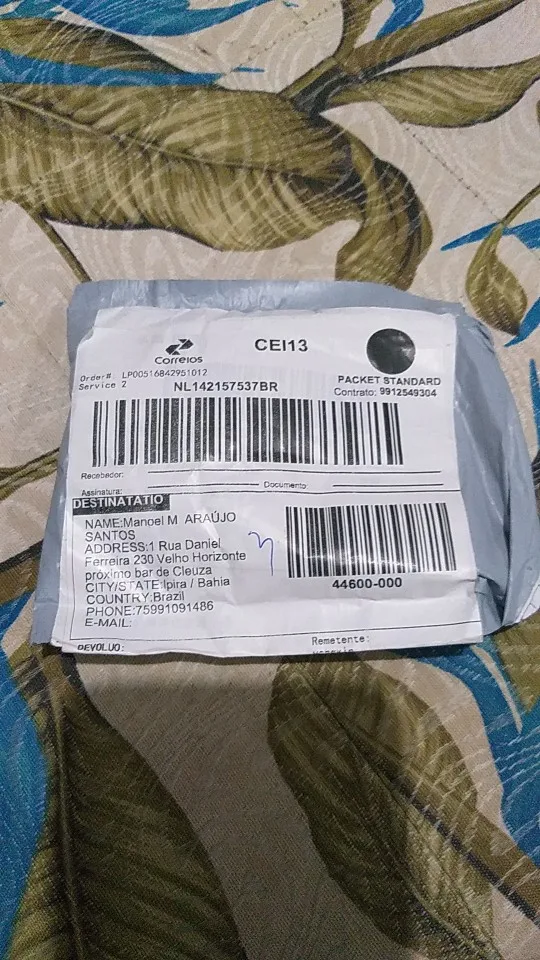 Correios
CEI13
Order#: LP00516842951012
Service 2
NL142157537BR
PACKET STANDARD
Contrato: 9912549304
Recebedor:
Assinatura:
Documento:
DESTINATATIO
NAME:Manoel M ARAÚJO
SANTOS
ADDRESS:1 Rua Daniel
Ferreira 230 Velho Horizonte
próximo bar de Cleuza
CITY/STATE:Ipira / Bahia
COUNTRY:Brazil
PHONE:75991091486
E-MAIL:
44600-000
DEVOLUO:
Remetente: